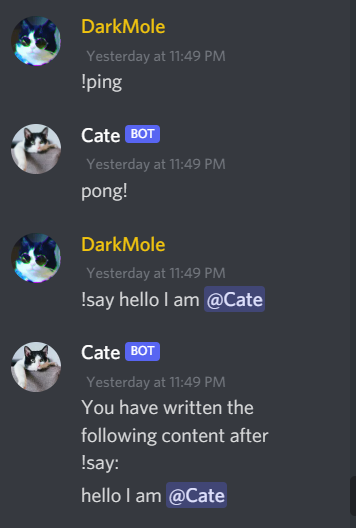 DarkMole
Yesterday at 11:49 PM
!ping
Cate BOT
Yesterday at 11:49 PM
pong!
DarkMole
Yesterday at 11:49 PM
!say hello I am @Cate
Cate BOT
Yesterday at 11:49 PM
You have written the
following content after
!say:
hello I am @Cate